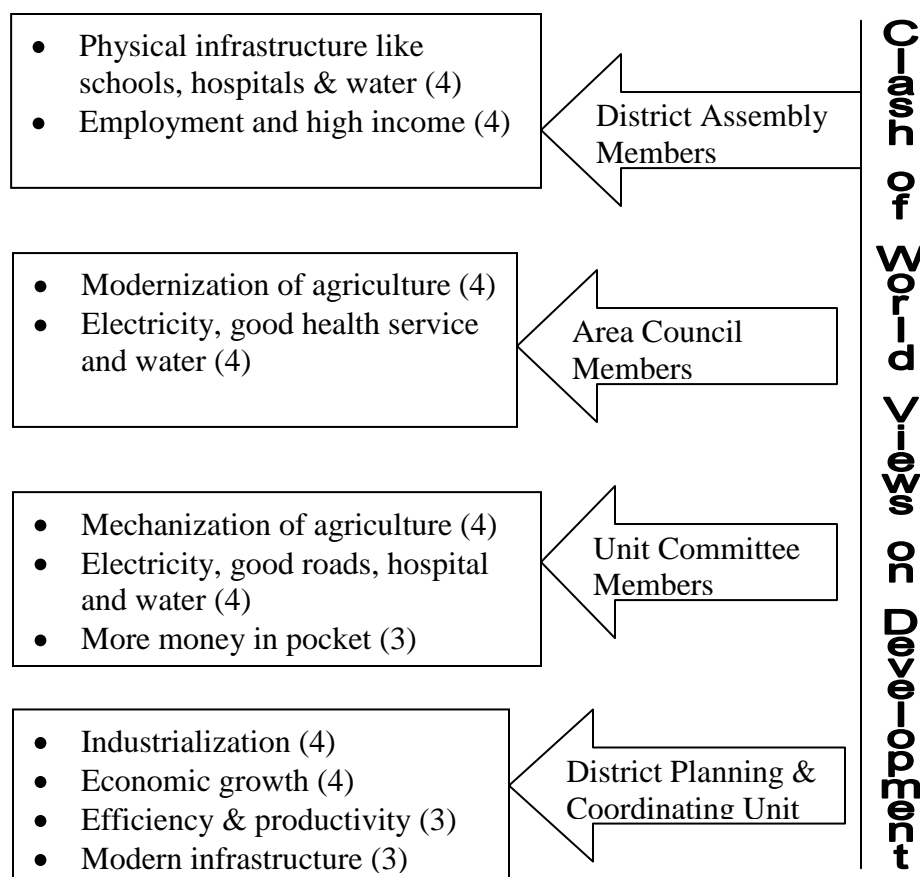 • Physical infrastructure like
schools, hospitals & water (4)
• Employment and high income (4)
District Assembly
Members
• Modernization of agriculture (4)
• Electricity, good health service
and water (4)
Area Council
Members
• Mechanization of agriculture (4)
• Electricity, good roads, hospital
and water (4)
• More money in pocket (3)
Unit Committee
Members
• Industrialization (4)
• Economic growth (4)
• Efficiency & productivity (3)
• Modern infrastructure (3)
District Planning &
Coordinating Unit
Clash of World Views on Development